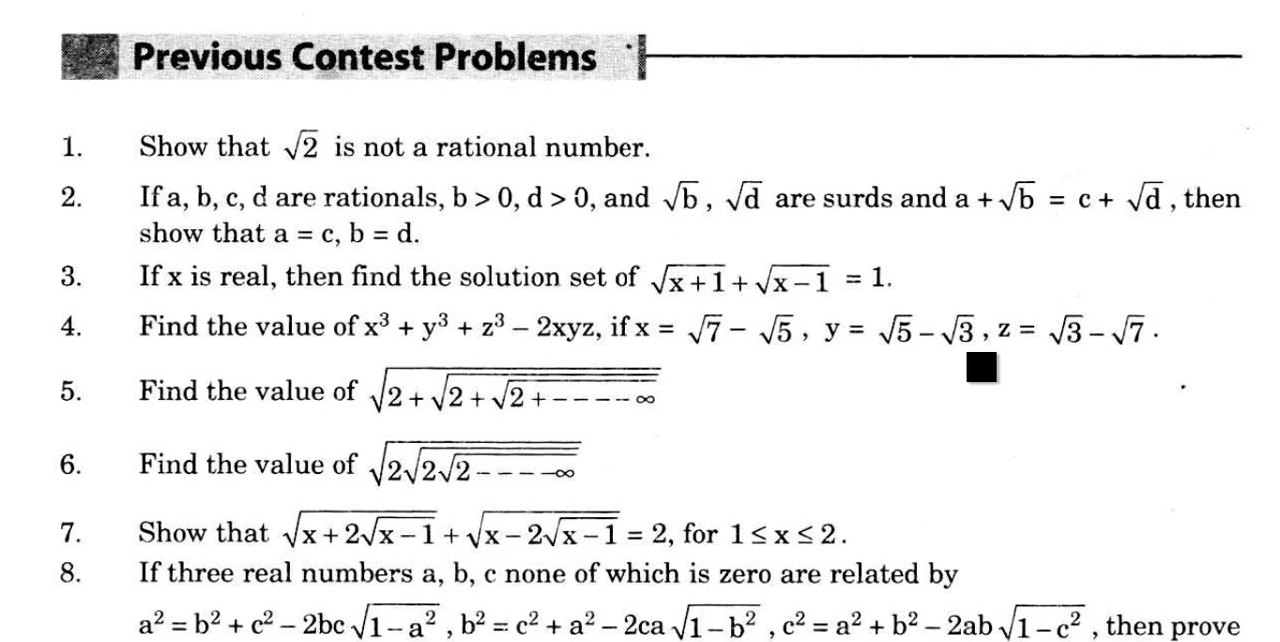 Previous Contest Problems
1. Show that √2 is not a rational number.
2. If a, b, c, d are rationals, b > 0, d > 0, and √b, √d are surds and a + √b = c + √d, then
show that a = c, b = d.
3. If x is real, then find the solution set of √(x+1) + √(x−1) = 1.
4. Find the value of x³ + y³ + z³ – 2xyz, if x = √7 – √5, y = √5 – √3, z = √3 – √7.
5. Find the value of √(2 + √(2 + √(2 + – – – – – ∞)))
6. Find the value of √(2√(2√(2 – – – – –∞)))
7. Show that √(x + 2√(x−1)) + √(x − 2√(x−1)) = 2, for 1 ≤ x ≤ 2.
8. If three real numbers a, b, c none of which is zero are related by
a² = b² + c² – 2bc√(1−a²), b² = c² + a² – 2ca√(1−b²), c² = a² + b² – 2ab√(1−c²), then prove